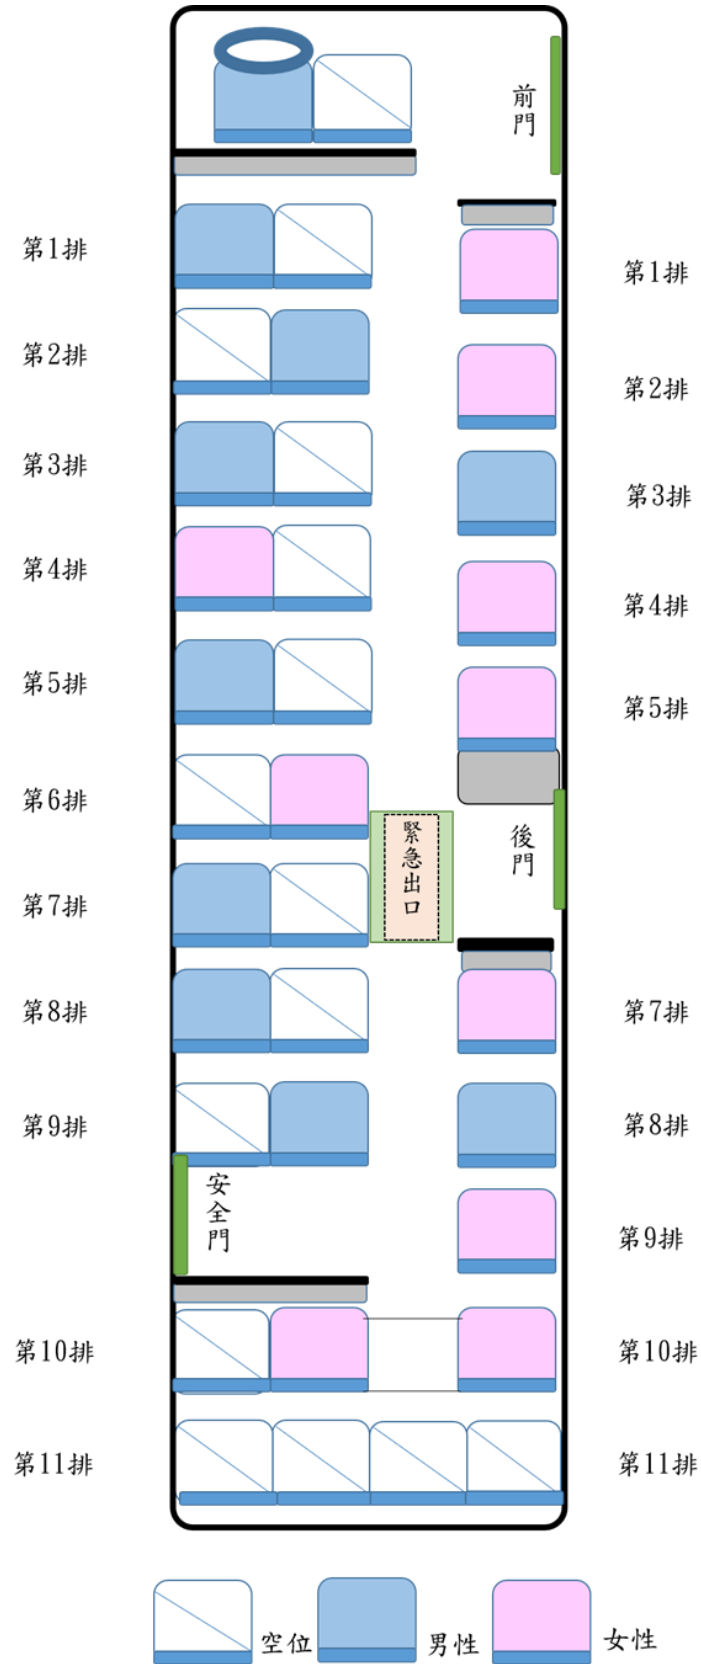 前門
第1排
第1排
第2排
第2排
第3排
第3排
第4排
第4排
第5排
第5排
第6排
緊急出口
後門
第7排
第7排
第8排
第8排
第9排
安全門
第9排
第10排
第10排
第11排
第11排
空位
男性
女性